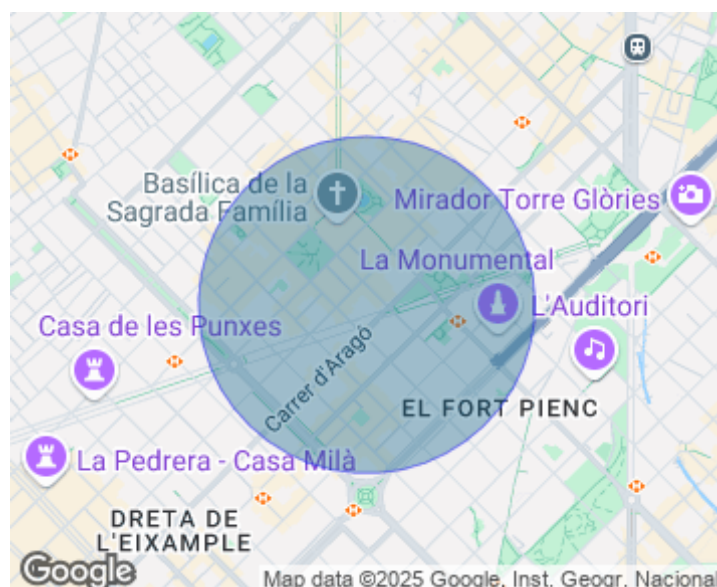 Basílica de la
Sagrada Família
Mirador Torre Glòries
La Monumental
L'Auditori
Casa de les Punxes
Carrer d'Aragó
EL FORT PIENC
La Pedrera - Casa Milà
DRETA DE
L'EIXAMPLE
Google
Map data ©2025 Google, Inst. Geogr. Nacional